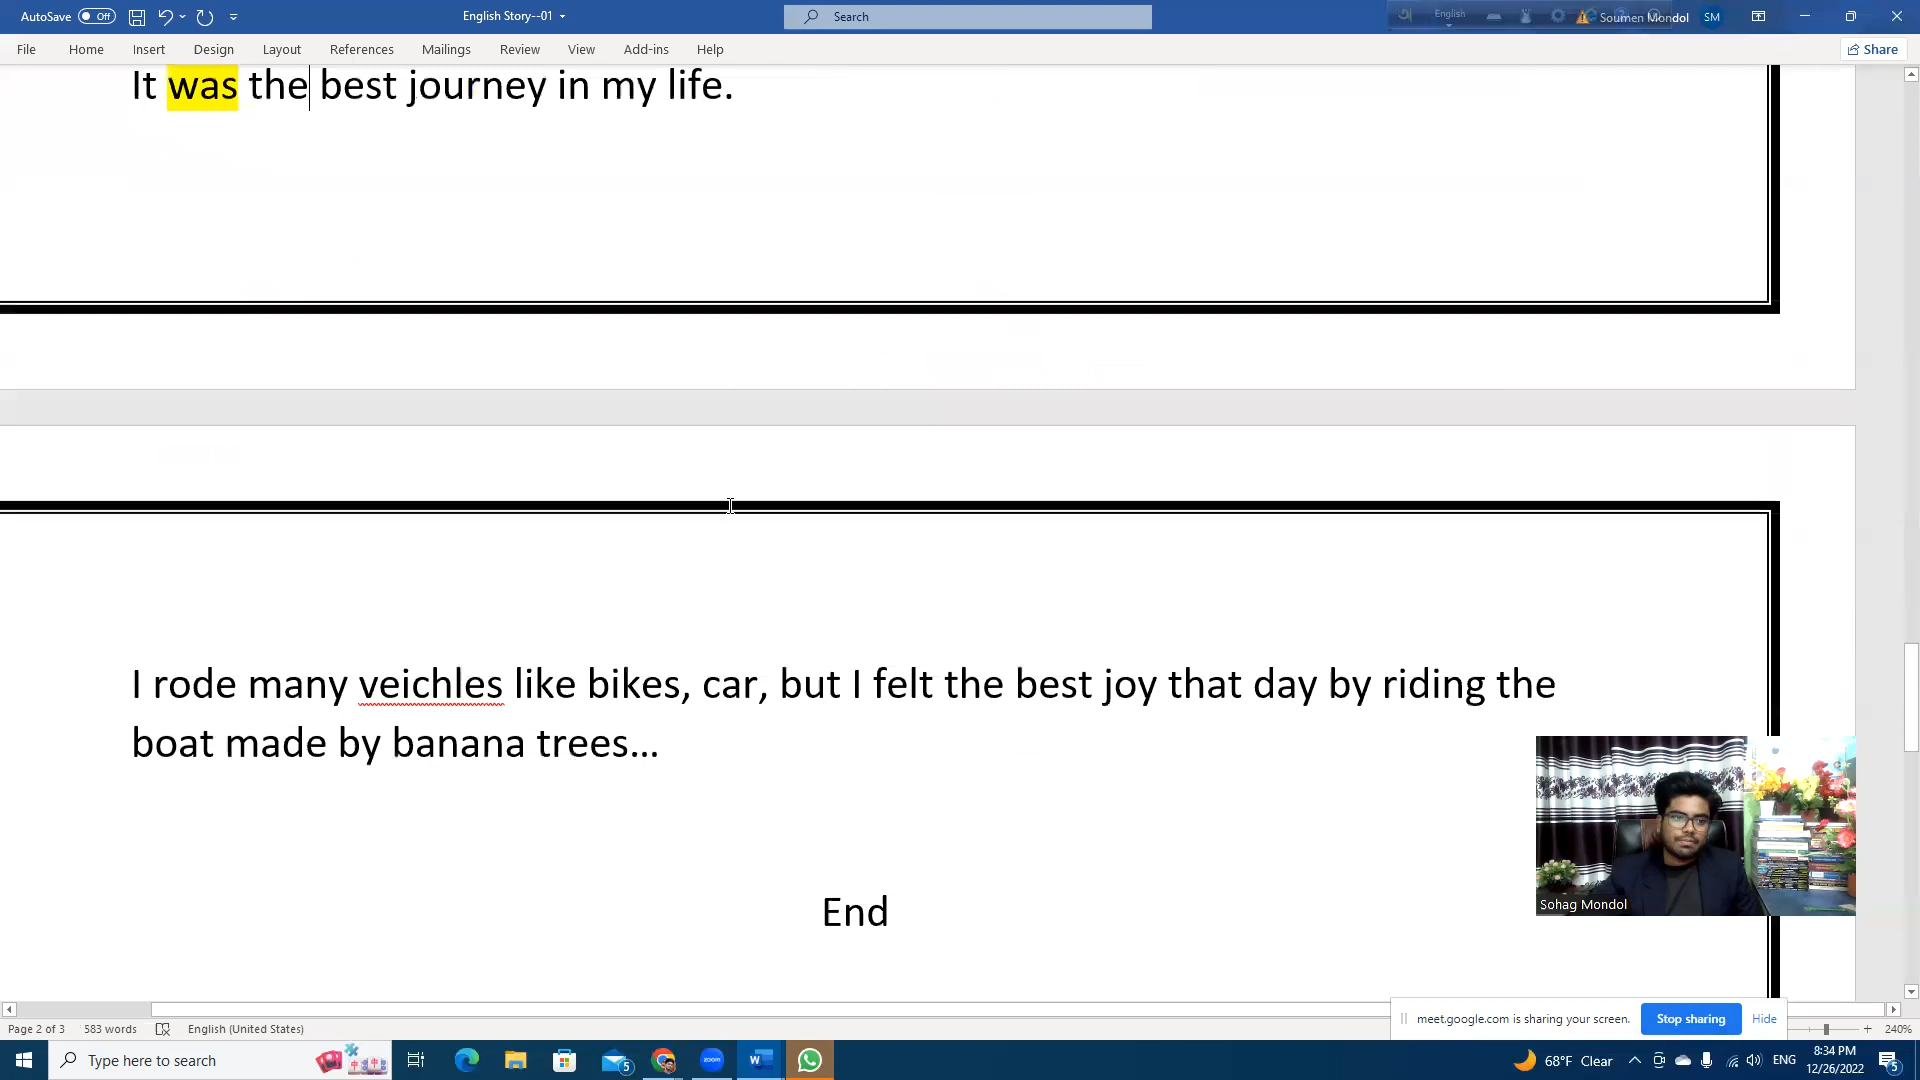 AutoSave Off English Story--01 Search English Soumen Mondol SM
File Home Insert Design Layout References Mailings Review View Add-ins Help Share
It was the best journey in my life.
I rode many veichles like bikes, car, but I felt the best joy that day by riding the
boat made by banana trees...
End
Sohag Mondol
meet.google.com is sharing your screen. Stop sharing Hide
Page 2 of 3 583 words English (United States) 240%
Type here to search 5 zoom 68°F Clear ENG 8:34 PM
12/26/2022 5